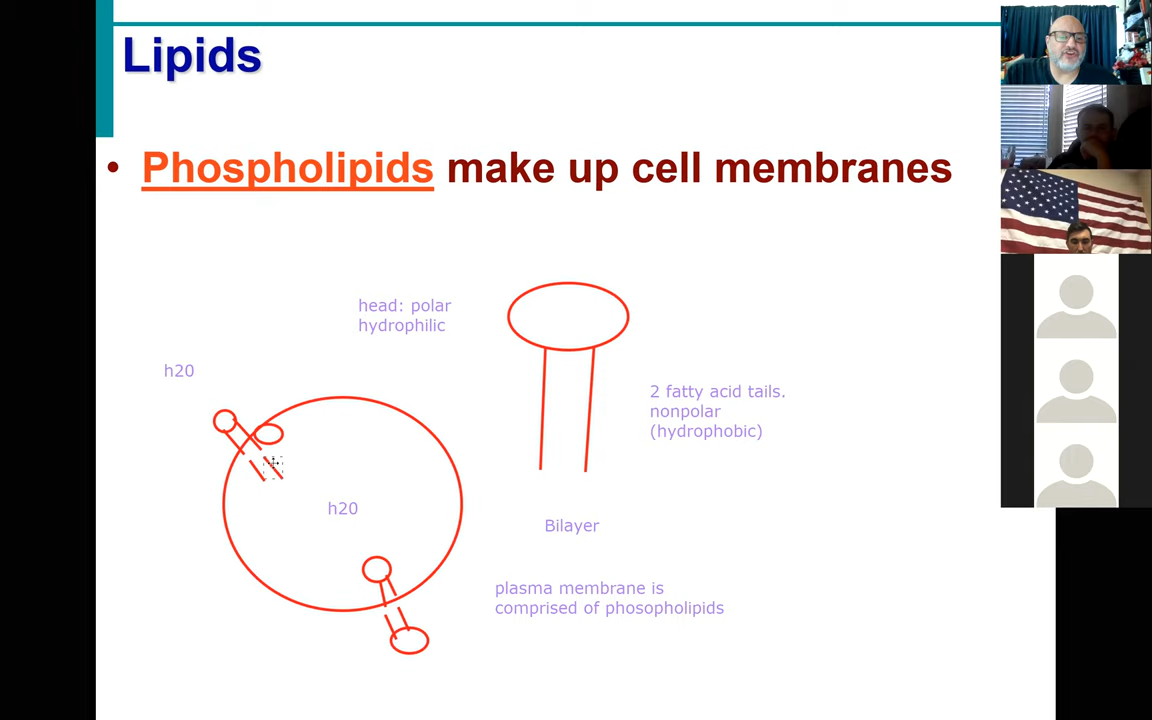 Lipids
• Phospholipids make up cell membranes
head: polar
hydrophilic
h20
2 fatty acid tails.
nonpolar
(hydrophobic)
h20
Bilayer
plasma membrane is
comprised of phosopholipids